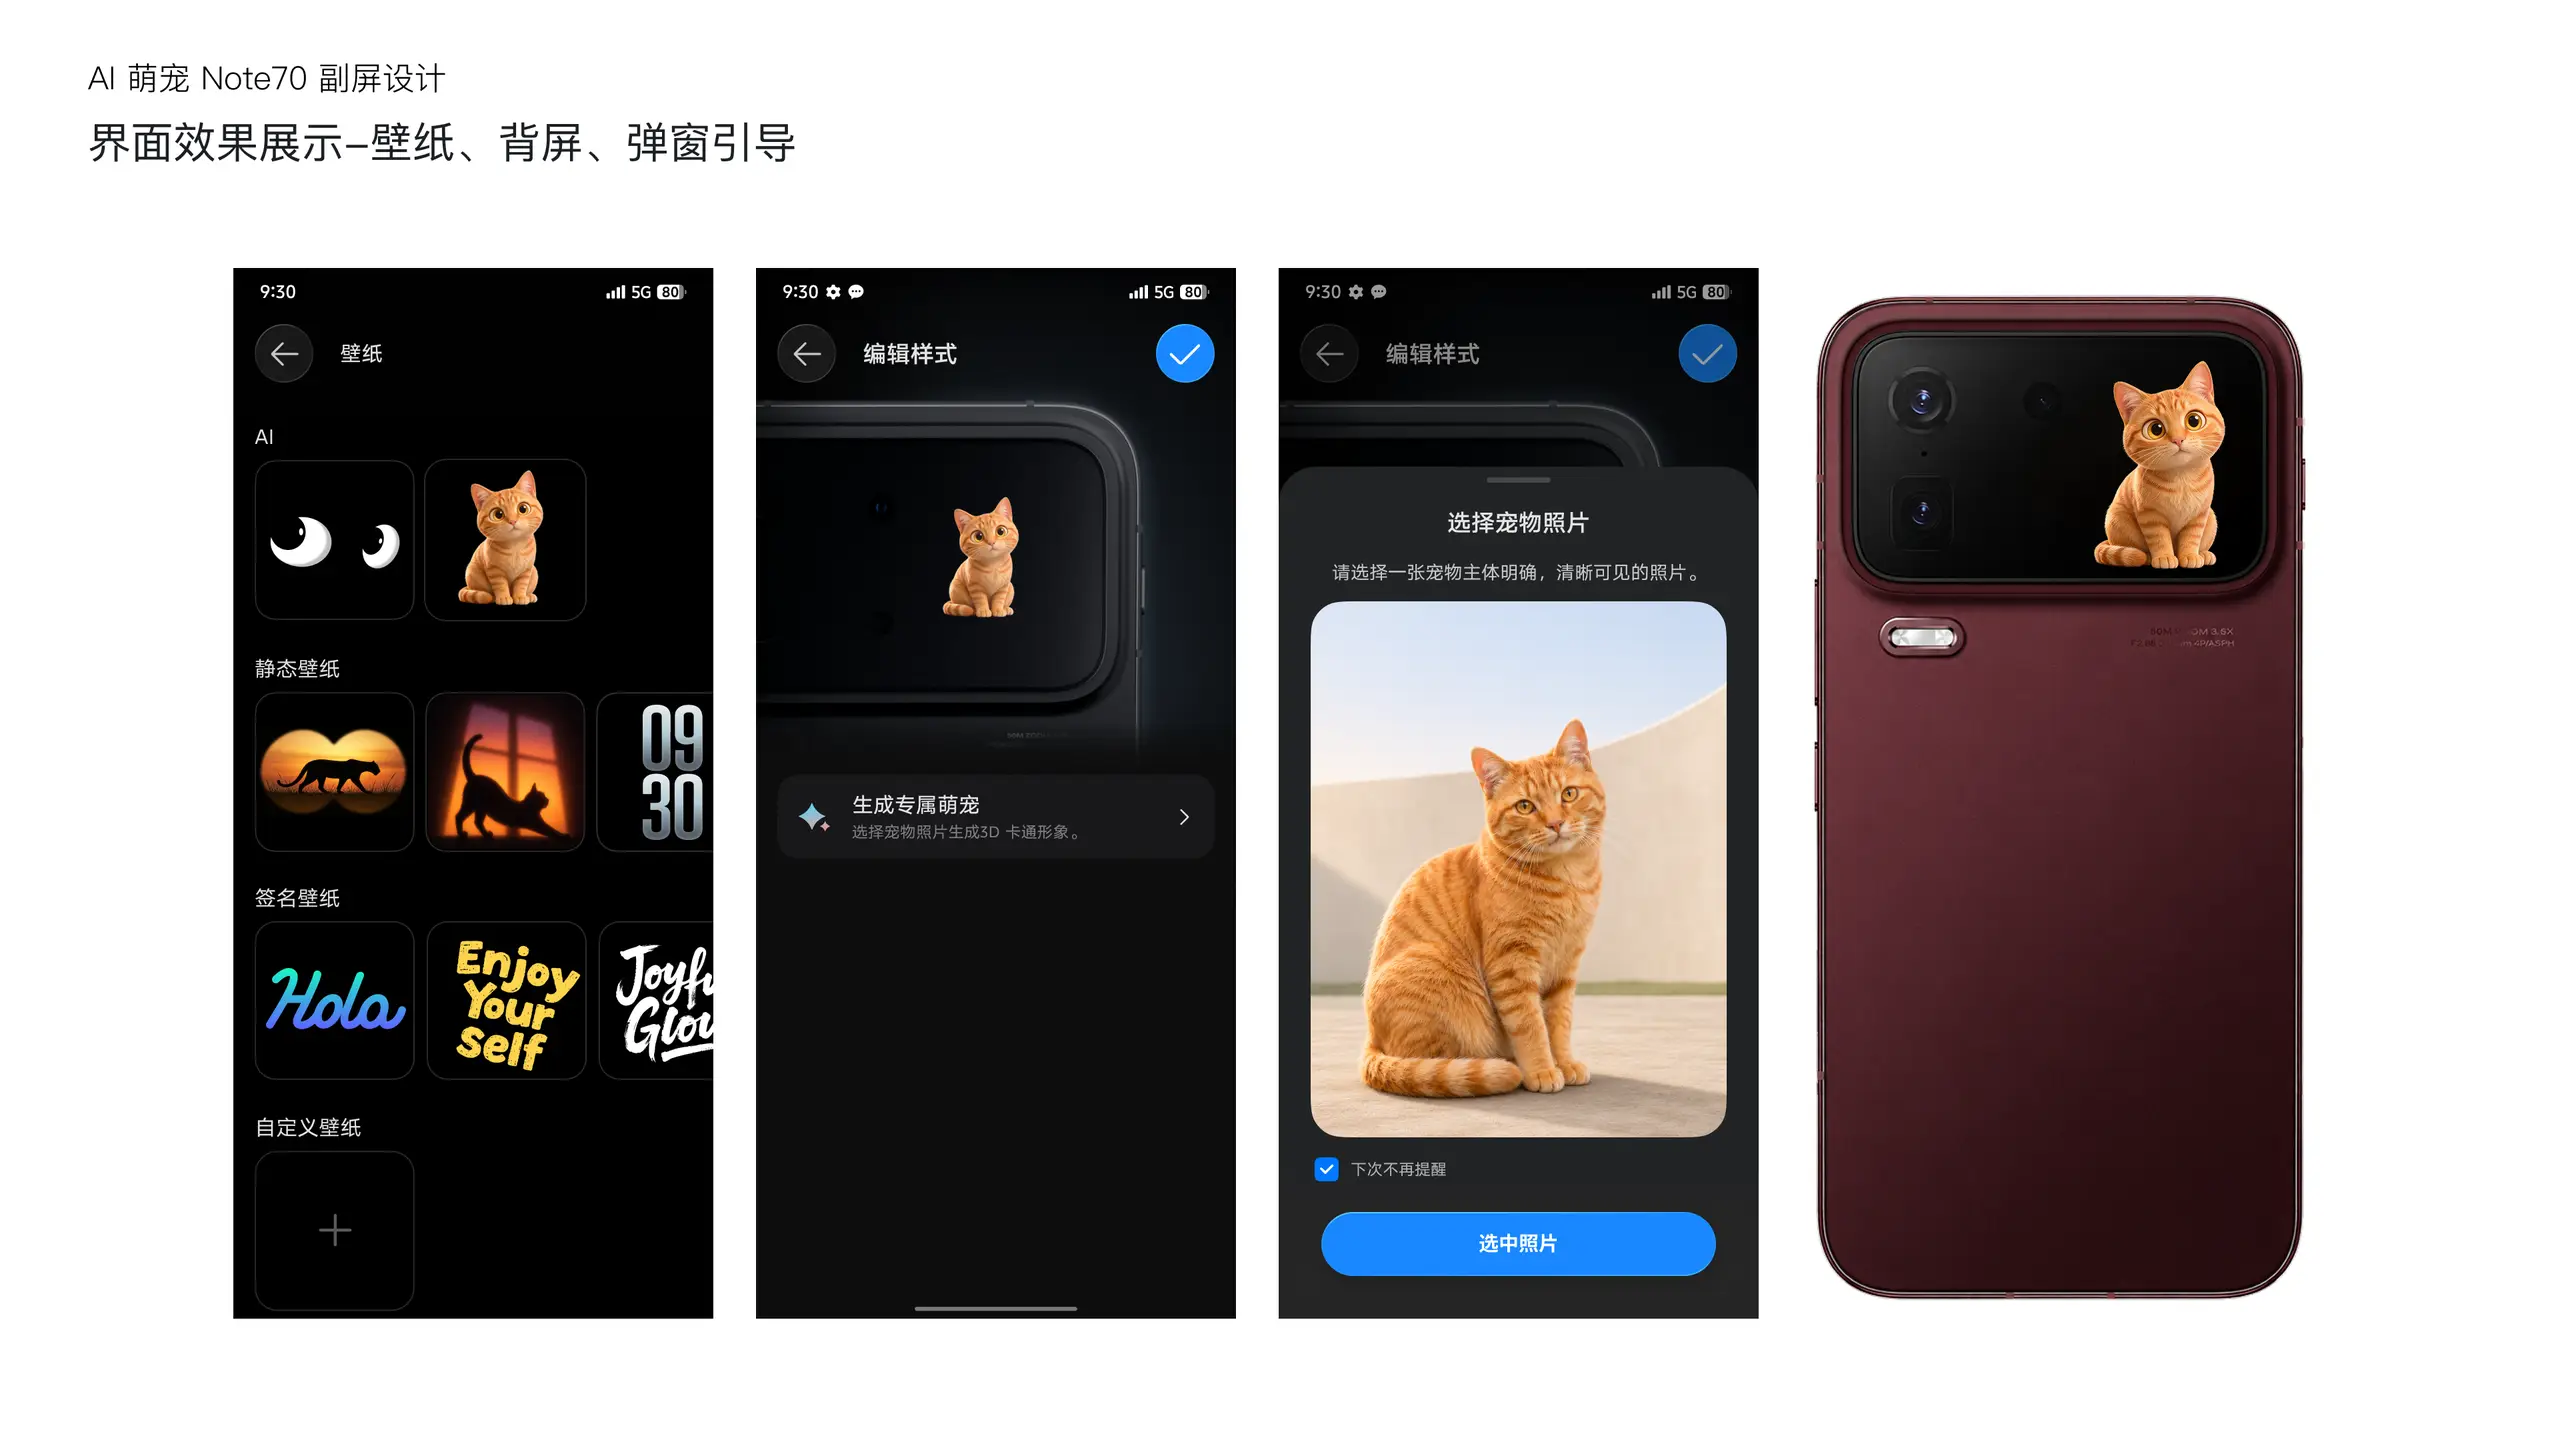 AI 萌宠 Note70 副屏设计
界面效果展示–壁纸、背屏、弹窗引导
9:30
5G 80
壁纸
AI
静态壁纸
09
30
签名壁纸
Hola
Enjoy
Your
Self
自定义壁纸
9:30
5G 80
编辑样式
生成专属萌宠
选择宠物照片生成3D 卡通形象。
9:30
5G 80
编辑样式
选择宠物照片
请选择一张宠物主体明确，清晰可见的照片。
下次不再提醒
选中照片